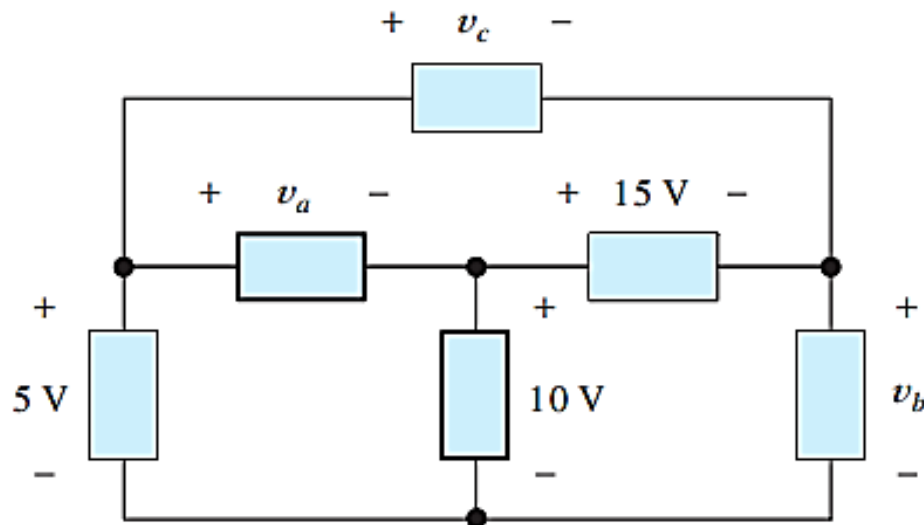 + v_c −
+ v_a − + 15 V −
+ + +
5 V 10 V v_b
− − −